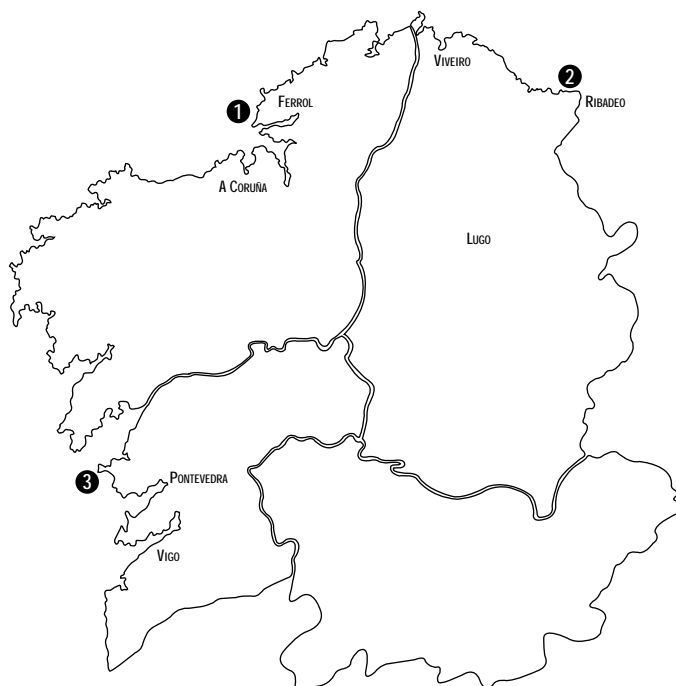 VIVEIRO
2
RIBADEO
1
FERROL
A CORUÑA
LUGO
3
PONTEVEDRA
VIGO